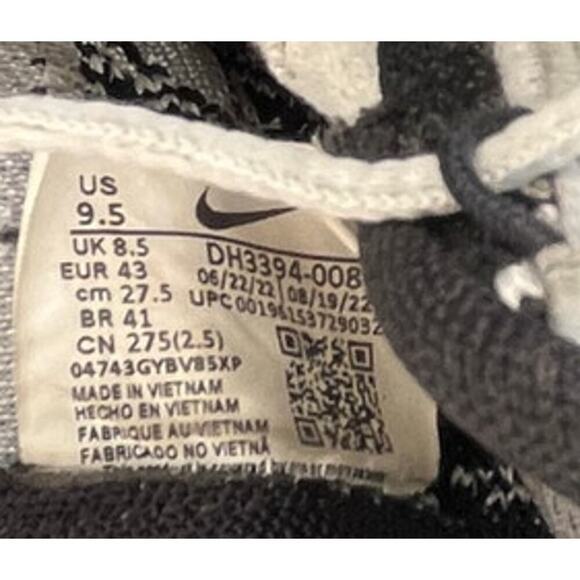 US
9.5
UK 8.5
EUR 43
cm 27.5
BR 41
CN 275(2.5)
DH3394-008
06/22/22 08/19/22
UPC00196153729032
04743GYBV85XP
MADE IN VIETNAM
HECHO EN VIETNAM
FABRIQUE AU VIETNAM
FABRICADO NO VIETNÃ